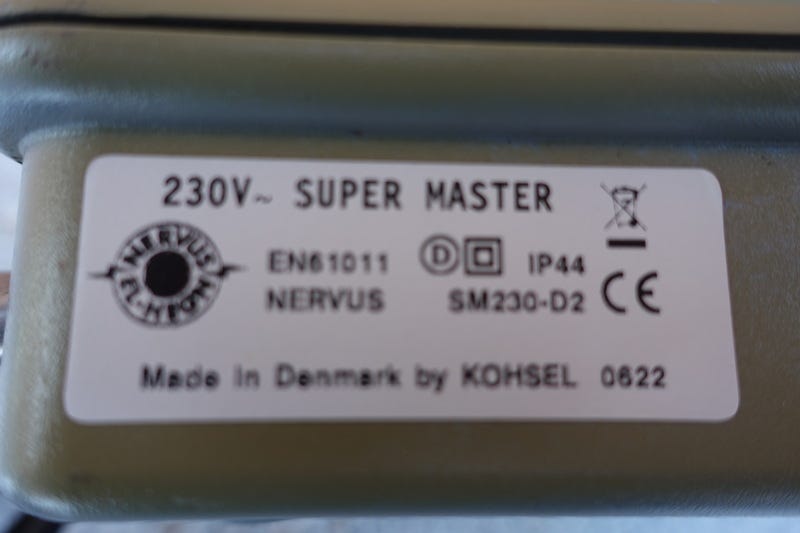 230V~ SUPER MASTER
NERVUS
EL-HEGN
EN61011 D IP44
NERVUS SM230-D2 CE
Made in Denmark by KOHSEL 0622